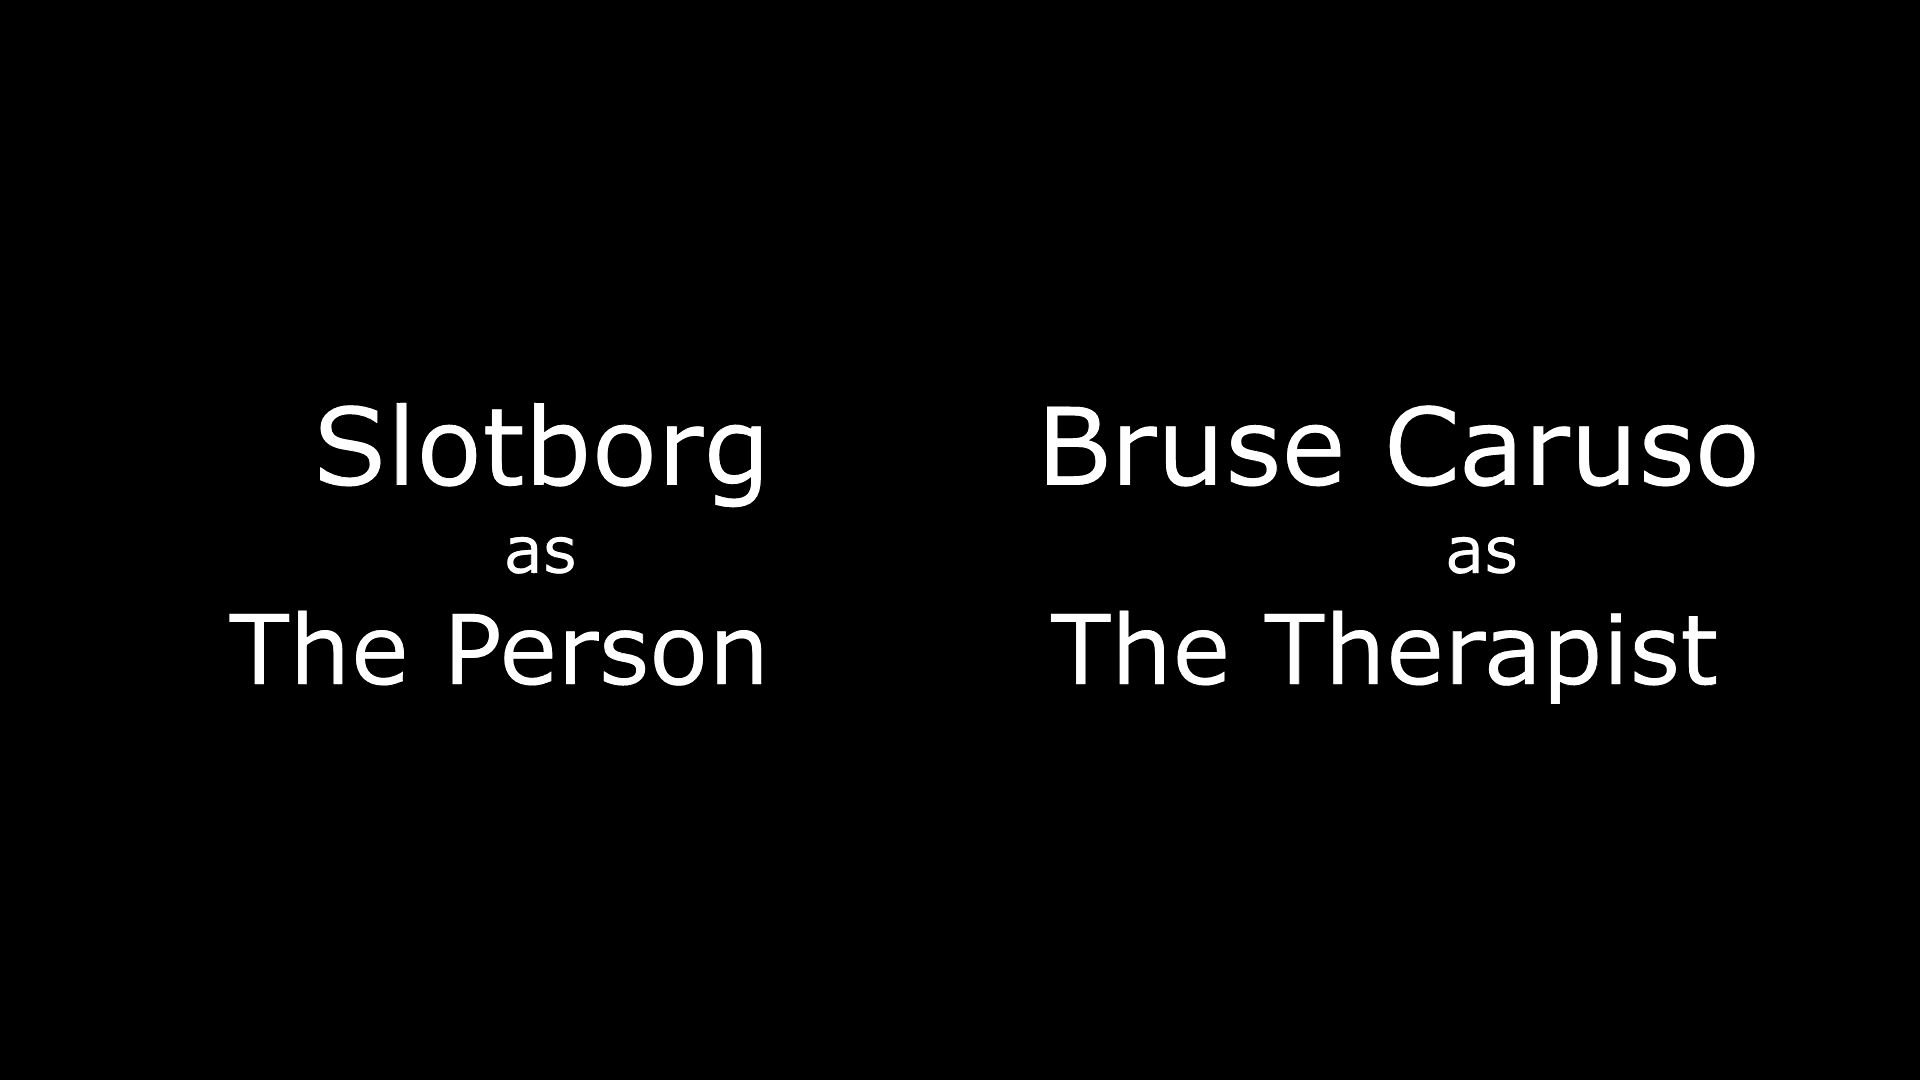 Slotborg
as
The Person
Bruse Caruso
as
The Therapist